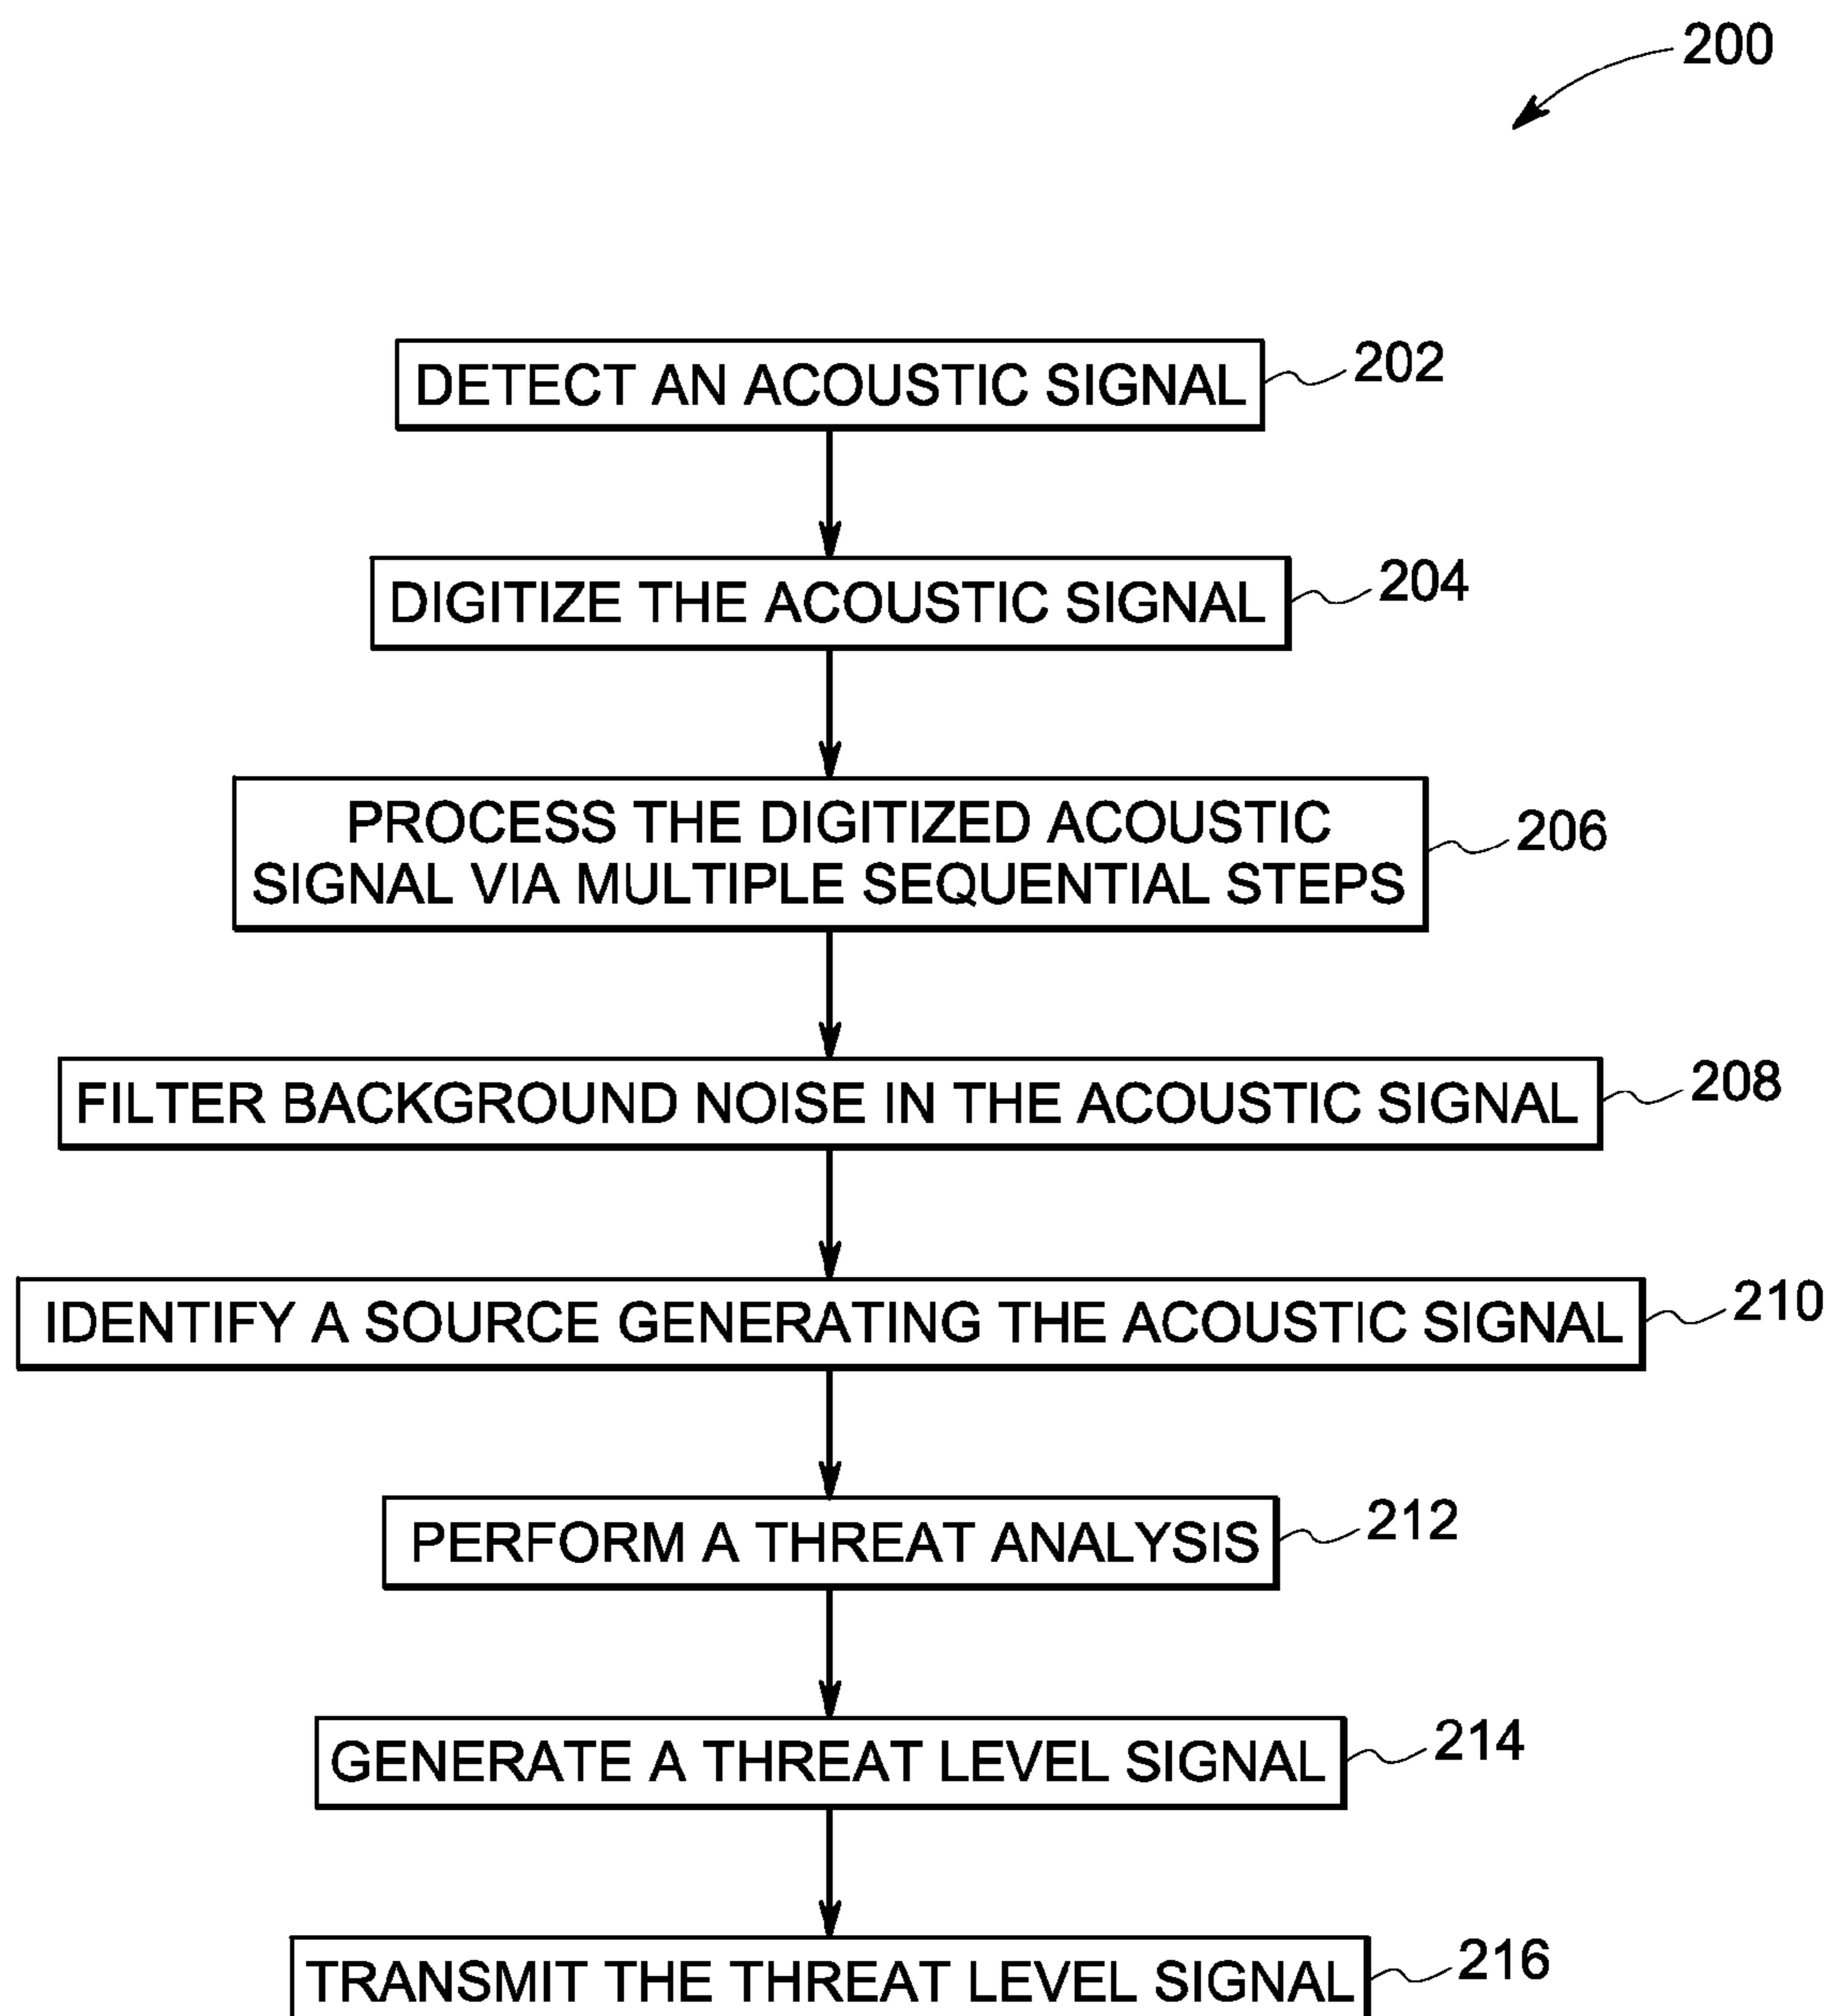 200
DETECT AN ACOUSTIC SIGNAL 202
DIGITIZE THE ACOUSTIC SIGNAL 204
PROCESS THE DIGITIZED ACOUSTIC
SIGNAL VIA MULTIPLE SEQUENTIAL STEPS 206
FILTER BACKGROUND NOISE IN THE ACOUSTIC SIGNAL 208
IDENTIFY A SOURCE GENERATING THE ACOUSTIC SIGNAL 210
PERFORM A THREAT ANALYSIS 212
GENERATE A THREAT LEVEL SIGNAL 214
TRANSMIT THE THREAT LEVEL SIGNAL 216